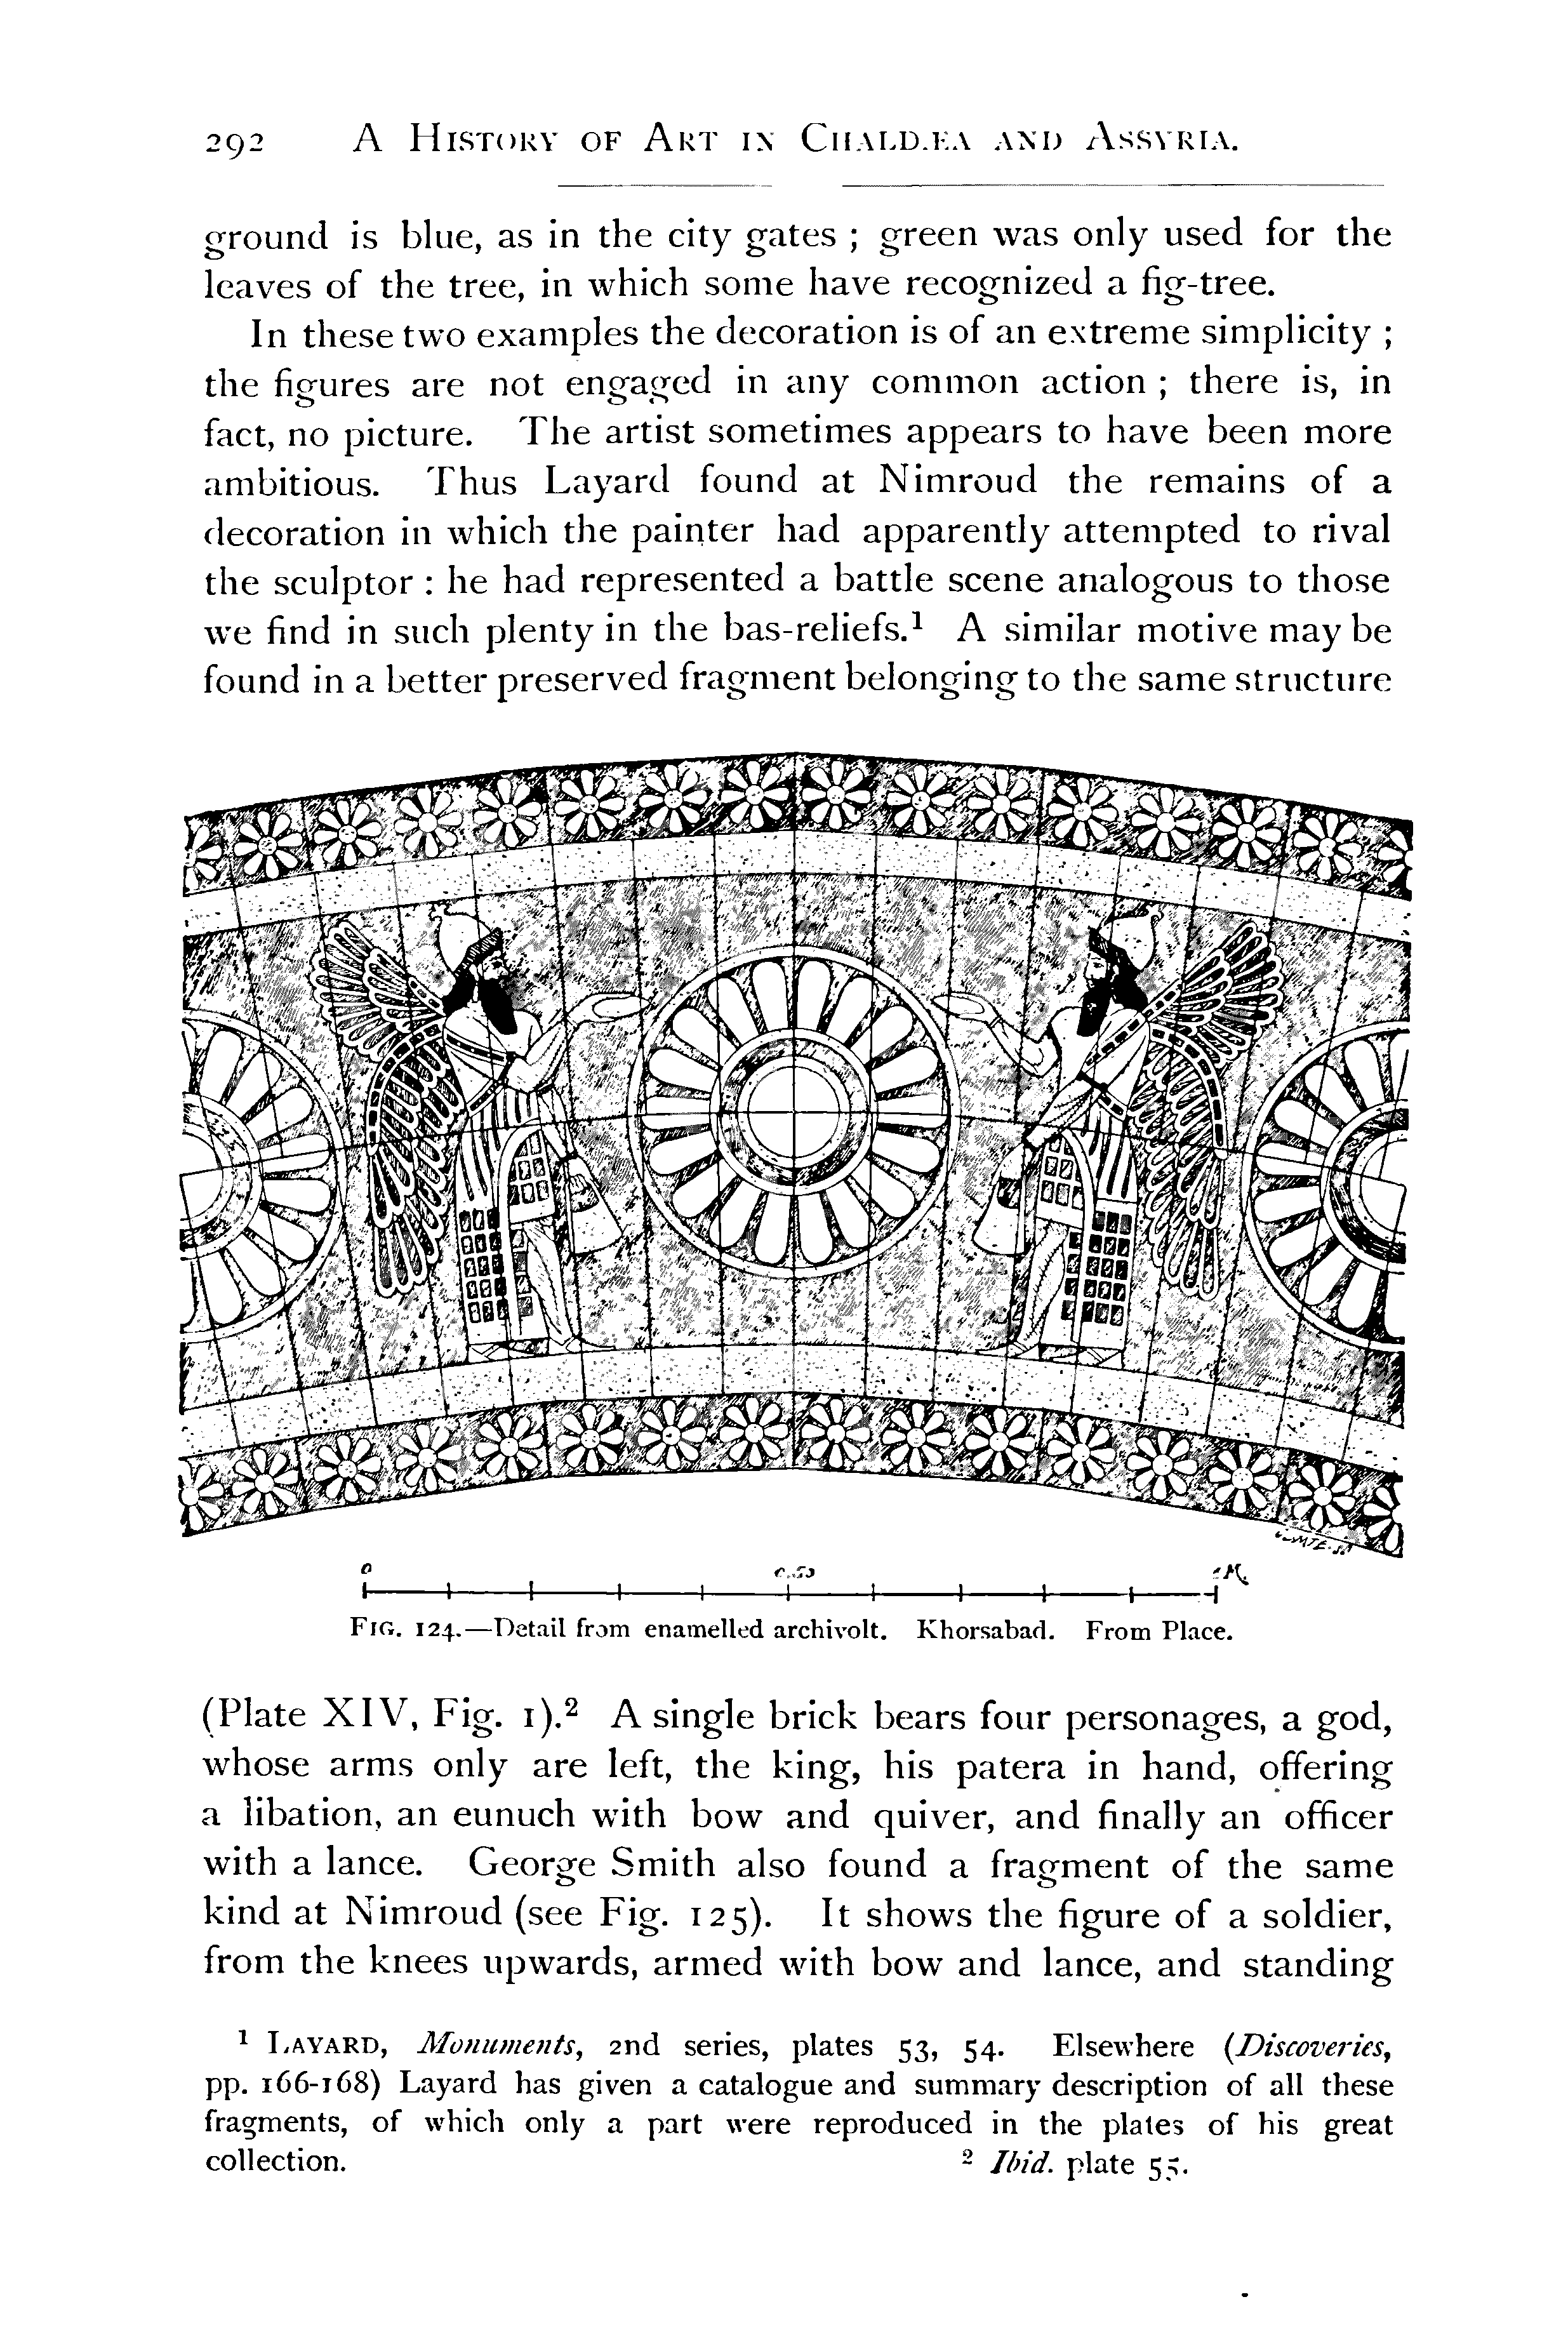 292 A History of Art in Chaldæa and Assyria.
ground is blue, as in the city gates ; green was only used for the
leaves of the tree, in which some have recognized a fig-tree.
In these two examples the decoration is of an extreme simplicity ;
the figures are not engaged in any common action ; there is, in
fact, no picture. The artist sometimes appears to have been more
ambitious. Thus Layard found at Nimroud the remains of a
decoration in which the painter had apparently attempted to rival
the sculptor : he had represented a battle scene analogous to those
we find in such plenty in the bas-reliefs.¹ A similar motive may be
found in a better preserved fragment belonging to the same structure
0 0.50 1 M.
Fig. 124.—Detail from enamelled archivolt. Khorsabad. From Place.
(Plate XIV, Fig. 1).² A single brick bears four personages, a god,
whose arms only are left, the king, his patera in hand, offering
a libation, an eunuch with bow and quiver, and finally an officer
with a lance. George Smith also found a fragment of the same
kind at Nimroud (see Fig. 125). It shows the figure of a soldier,
from the knees upwards, armed with bow and lance, and standing
¹ Layard, Monuments, 2nd series, plates 53, 54. Elsewhere (Discoveries,
pp. 166-168) Layard has given a catalogue and summary description of all these
fragments, of which only a part were reproduced in the plates of his great
collection. ² Ibid. plate 55.